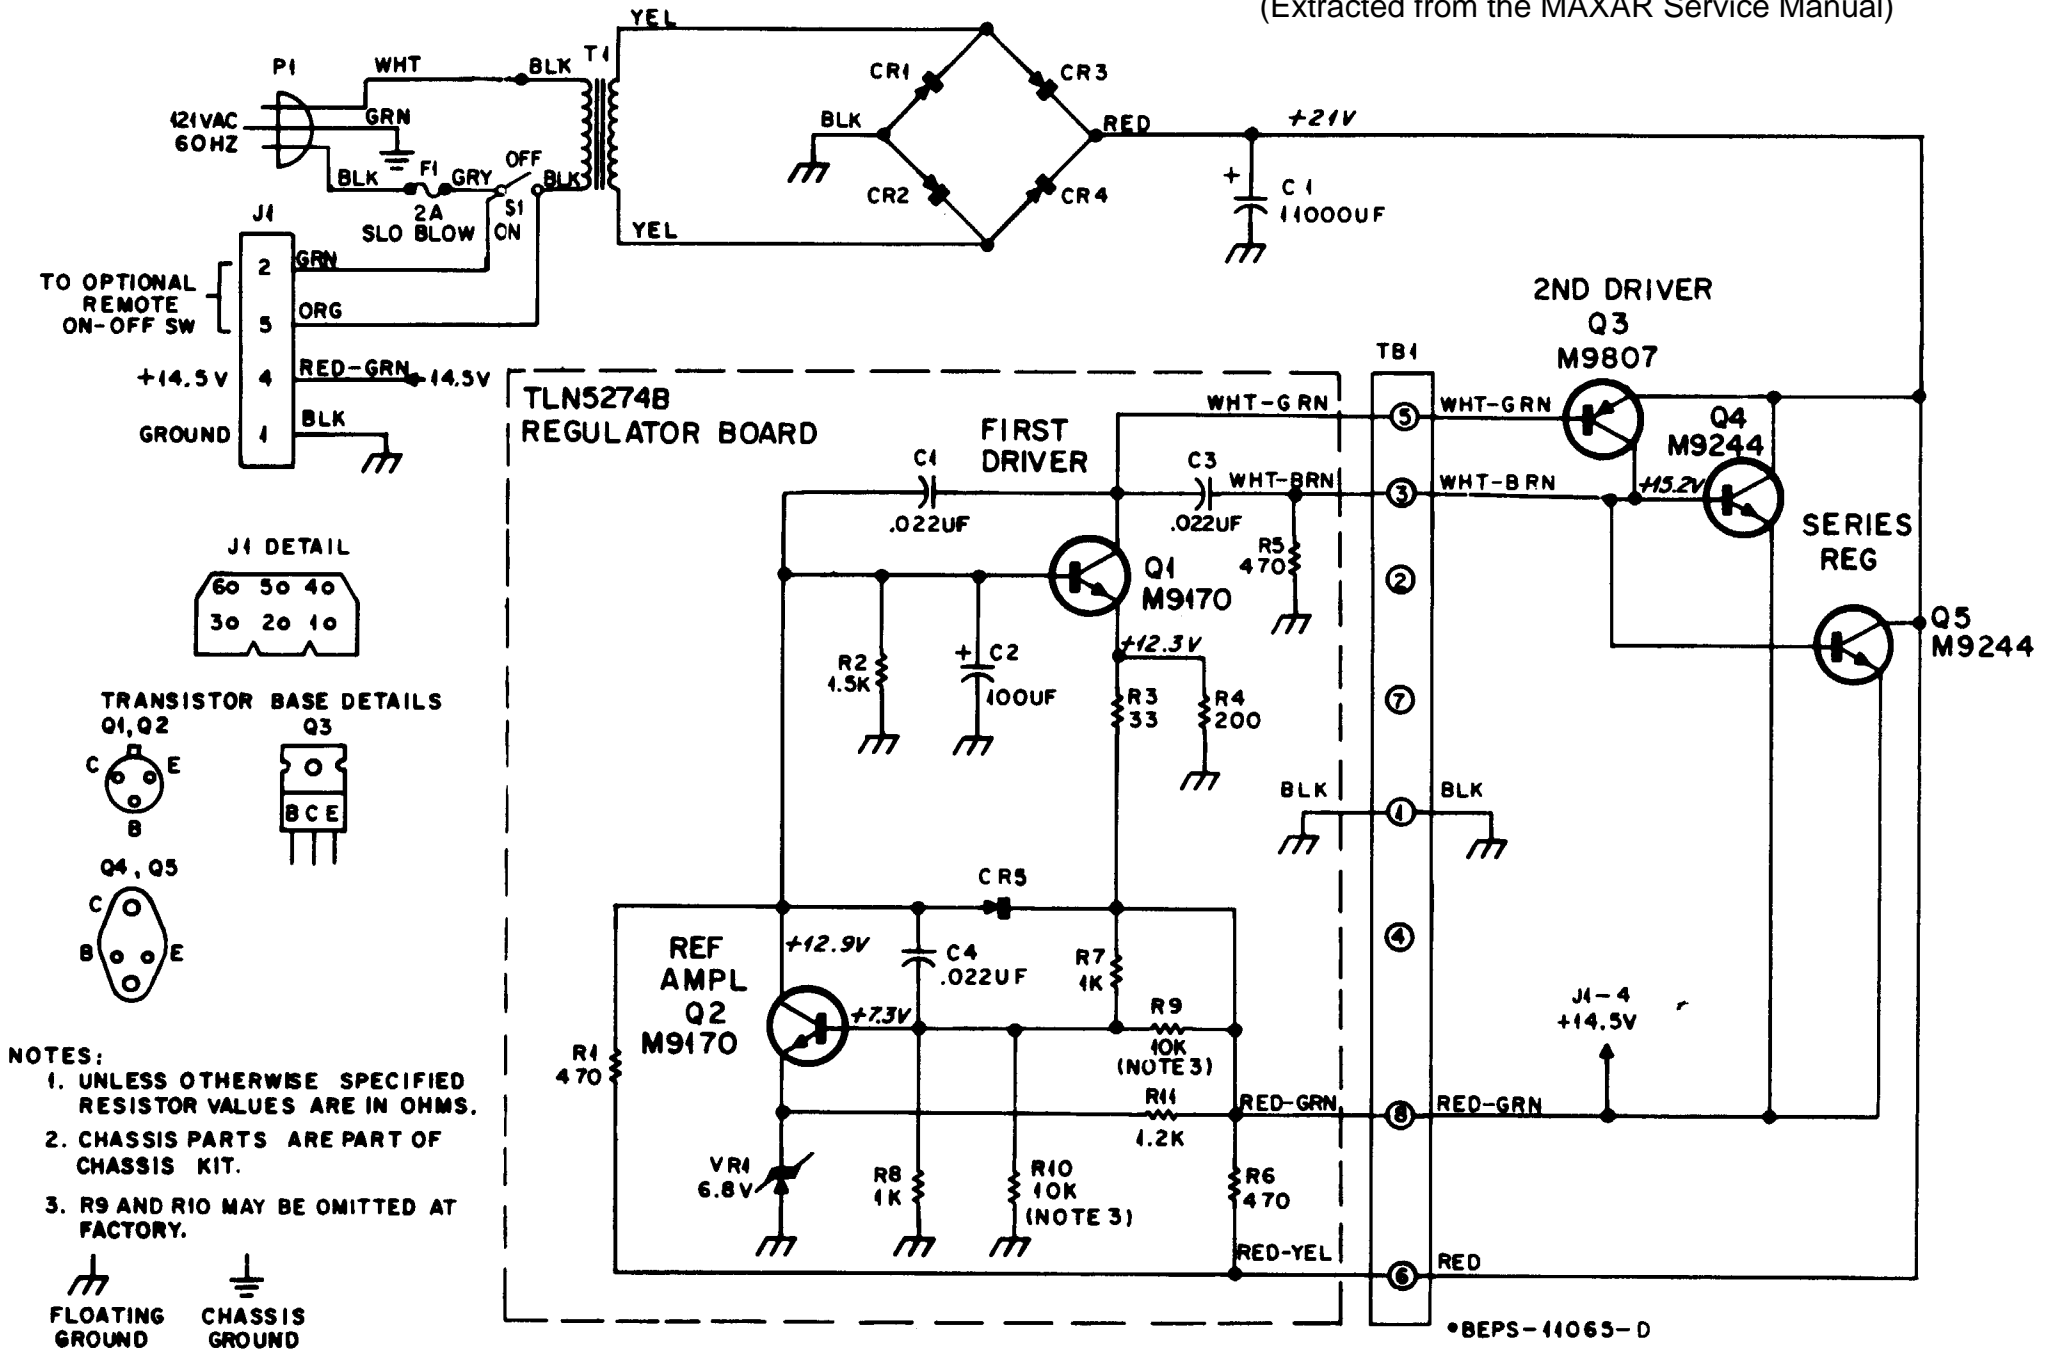 (Extracted from the MAXAR Service Manual)
P1
WHT
BLK
T1
YEL
CR1
CR3
121VAC
60HZ
GRN
BLK
RED
+21V
OFF
BLK
F1
GRY
BLK
S1
2A
SLO BLOW
ON
CR2
CR4
+
C1
11000UF
YEL
J1
TO OPTIONAL
REMOTE
ON-OFF SW
2
GRN
5
ORG
+14.5V
4
RED-GRN
14.5V
GROUND
1
BLK
2ND DRIVER
Q3
M9807
TB1
TLN5274B
REGULATOR BOARD
FIRST
DRIVER
WHT-GRN
5
WHT-GRN
Q4
M9244
C1
.022UF
C3
.022UF
WHT-BRN
3
WHT-BRN
+15.2V
SERIES
REG
R5
470
Q1
M9170
2
Q5
M9244
J1 DETAIL
6 5 4
3 2 1
+12.3V
R2
1.5K
+
C2
100UF
R3
33
R4
200
7
TRANSISTOR BASE DETAILS
Q1, Q2
Q3
C
E
B
B C E
BLK
1
BLK
Q4, Q5
C
B
E
CR5
REF
AMPL
Q2
M9170
+12.9V
C4
.022UF
R7
1K
4
+7.3V
R9
10K
(NOTE 3)
J1-4
+14.5V
R1
470
R11
1.2K
RED-GRN
8
RED-GRN
VR1
6.8V
R8
1K
R10
10K
(NOTE 3)
R6
470
RED-YEL
6
RED
NOTES:
1. UNLESS OTHERWISE SPECIFIED
RESISTOR VALUES ARE IN OHMS.
2. CHASSIS PARTS ARE PART OF
CHASSIS KIT.
3. R9 AND R10 MAY BE OMITTED AT
FACTORY.
FLOATING
GROUND
CHASSIS
GROUND
•BEPS-11065-D